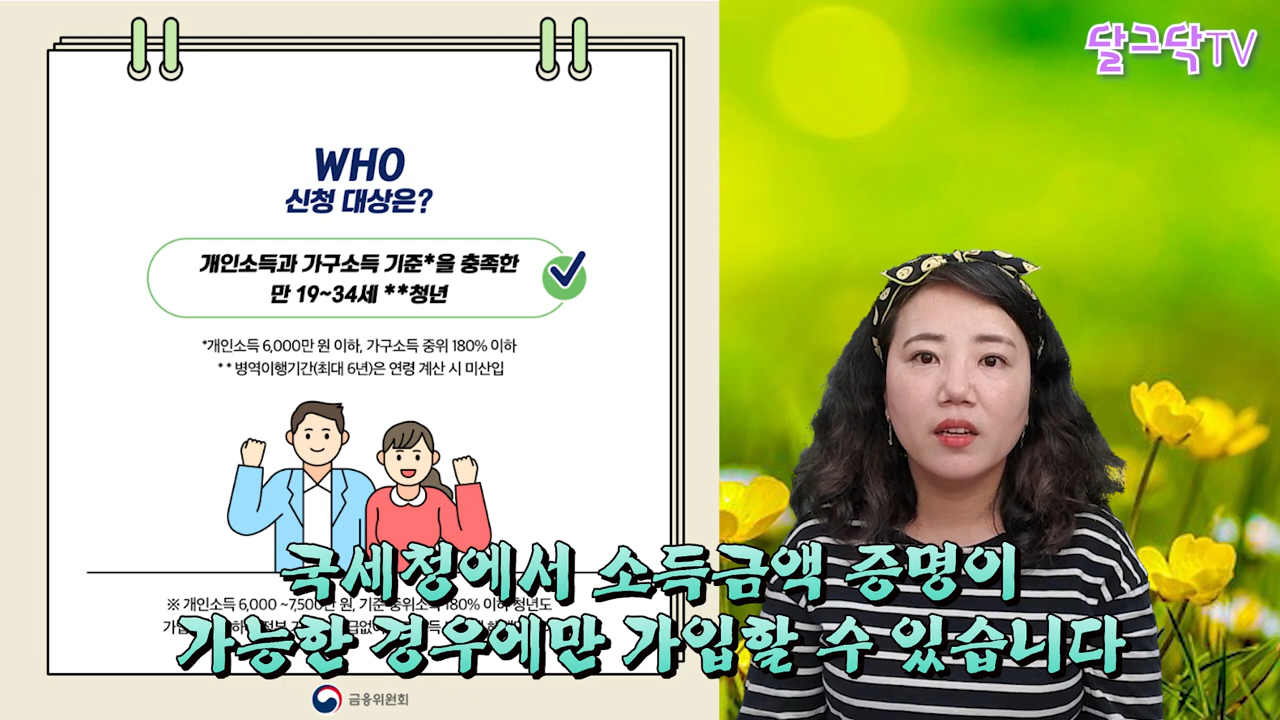 달그닥TV
WHO
신청 대상은?
개인소득과 가구소득 기준*을 충족한
만 19~34세 **청년
*개인소득 6,000만 원 이하, 가구소득 중위 180% 이하
** 병역이행기간(최대 6년)은 연령 계산 시 미산입
국세청에서 소득금액 증명이
가능한 경우에만 가입할 수 있습니다
※ 개인소득 6,000 ~7,500만 원, 기준 중위소득 180% 이하 청년도
금융위원회